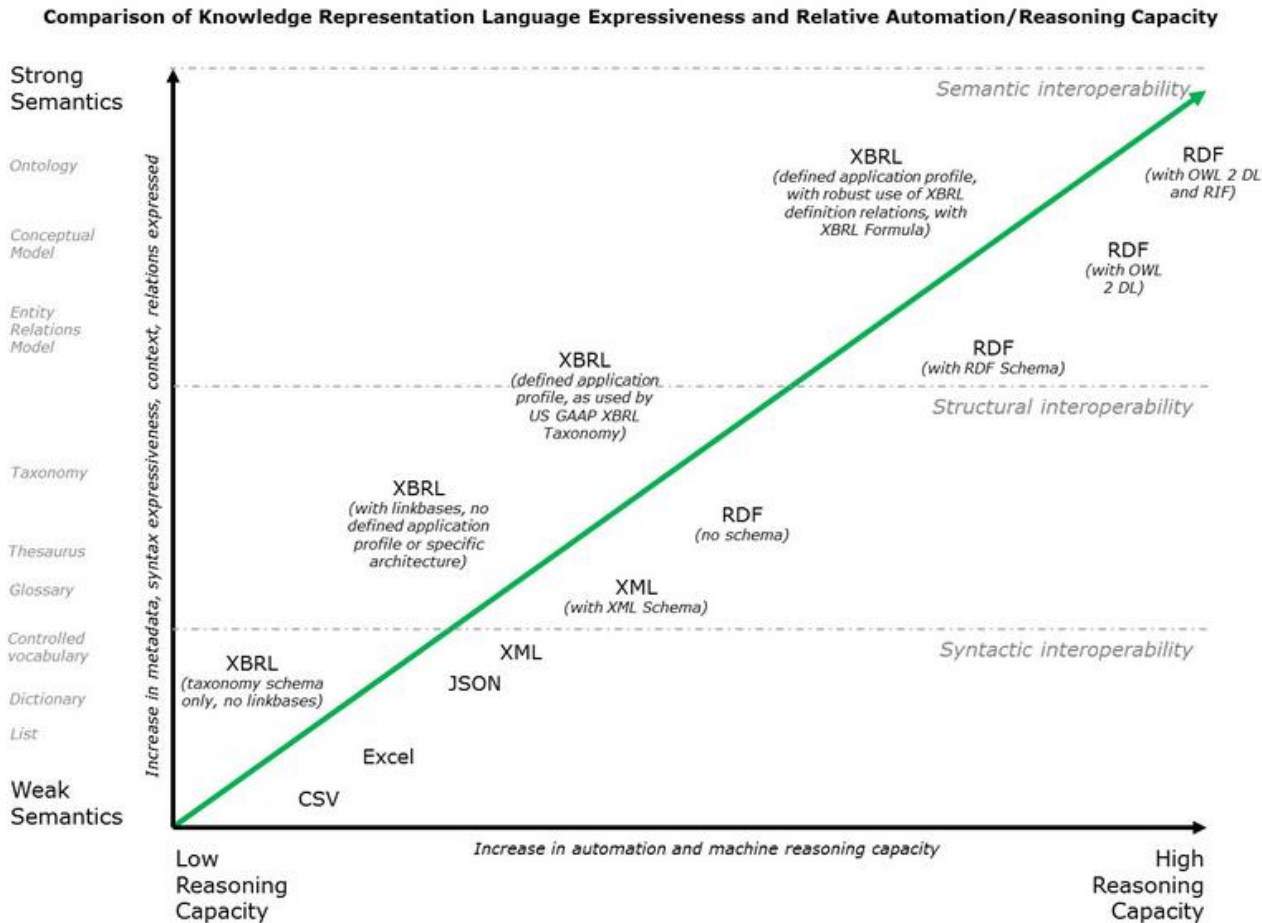 Comparison of Knowledge Representation Language Expressiveness and Relative Automation/Reasoning Capacity
Strong
Semantics
Ontology
Conceptual
Model
Entity
Relations
Model
Taxonomy
Thesaurus
Glossary
Controlled
vocabulary
Dictionary
List
Weak
Semantics
Increase in metadata, syntax expressiveness, context, relations expressed
Semantic interoperability
XBRL
(defined application profile,
with robust use of XBRL
definition relations, with
XBRL Formula)
RDF
(with OWL 2 DL
and RIF)
RDF
(with OWL
2 DL)
RDF
(with RDF Schema)
XBRL
(defined application
profile, as used by
US GAAP XBRL
Taxonomy)
Structural interoperability
XBRL
(with linkbases, no
defined application
profile or specific
architecture)
RDF
(no schema)
XML
(with XML Schema)
Syntactic interoperability
XBRL
(taxonomy schema
only, no linkbases)
XML
JSON
Excel
CSV
Low
Reasoning
Capacity
Increase in automation and machine reasoning capacity
High
Reasoning
Capacity